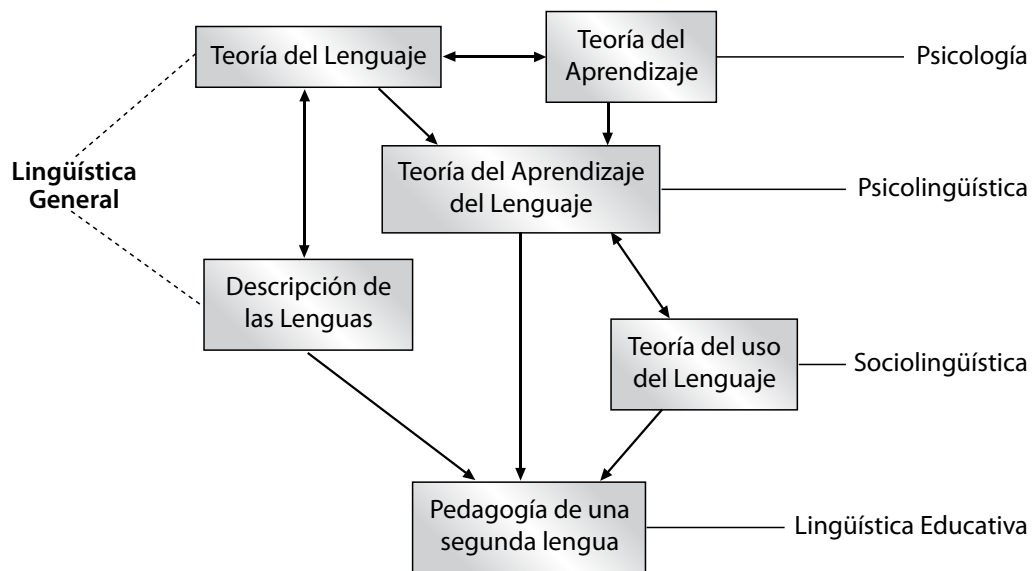 Teoría del Lenguaje
Teoría del
Aprendizaje
Psicología
Lingüística
General
Teoría del Aprendizaje
del Lenguaje
Psicolingüística
Descripción de
las Lenguas
Teoría del uso
del Lenguaje
Sociolingüística
Pedagogía de una
segunda lengua
Lingüística Educativa